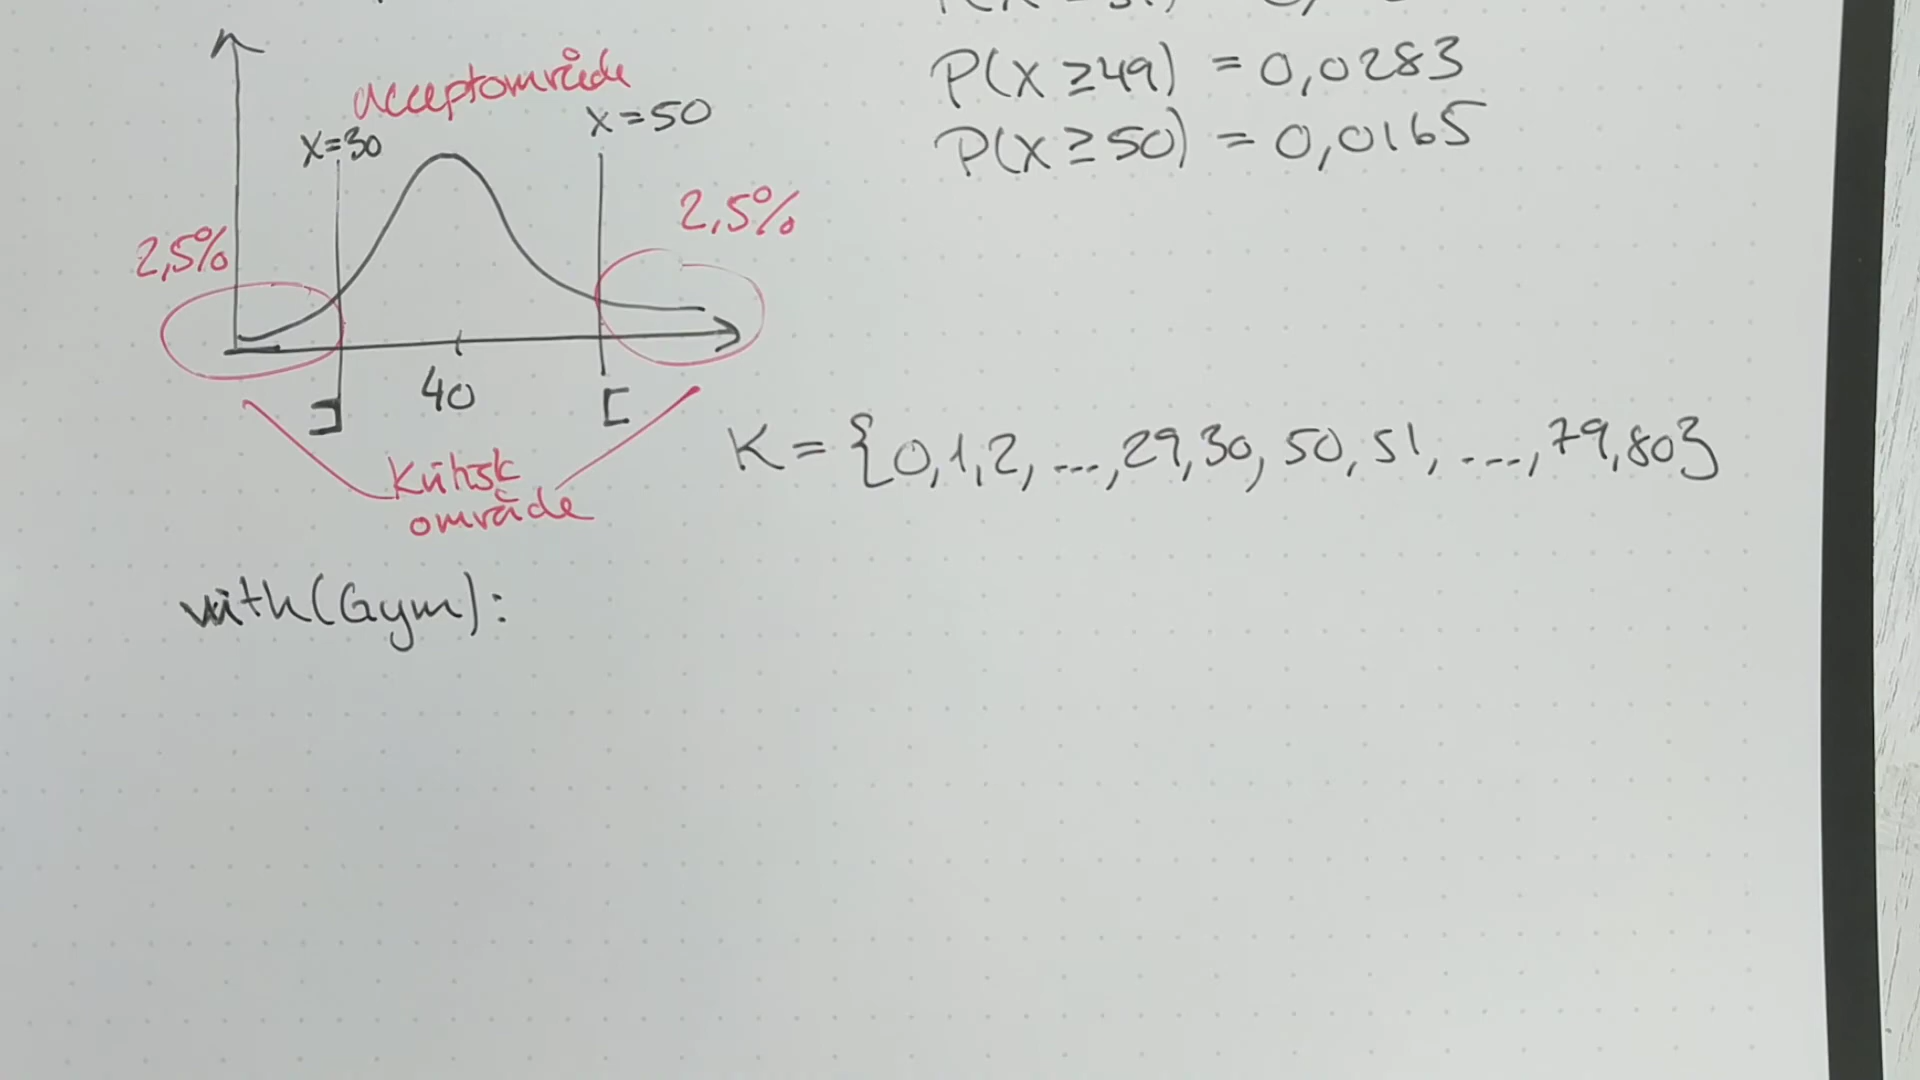 P(X ≥ 49) = 0,0283
P(X ≥ 50) = 0,0165
acceptområde
x=30
x=50
2,5%
2,5%
40
] [
Kritisk
område
K = {0,1,2, ..., 29,30, 50, 51, ..., 79,80}
with(Gym):